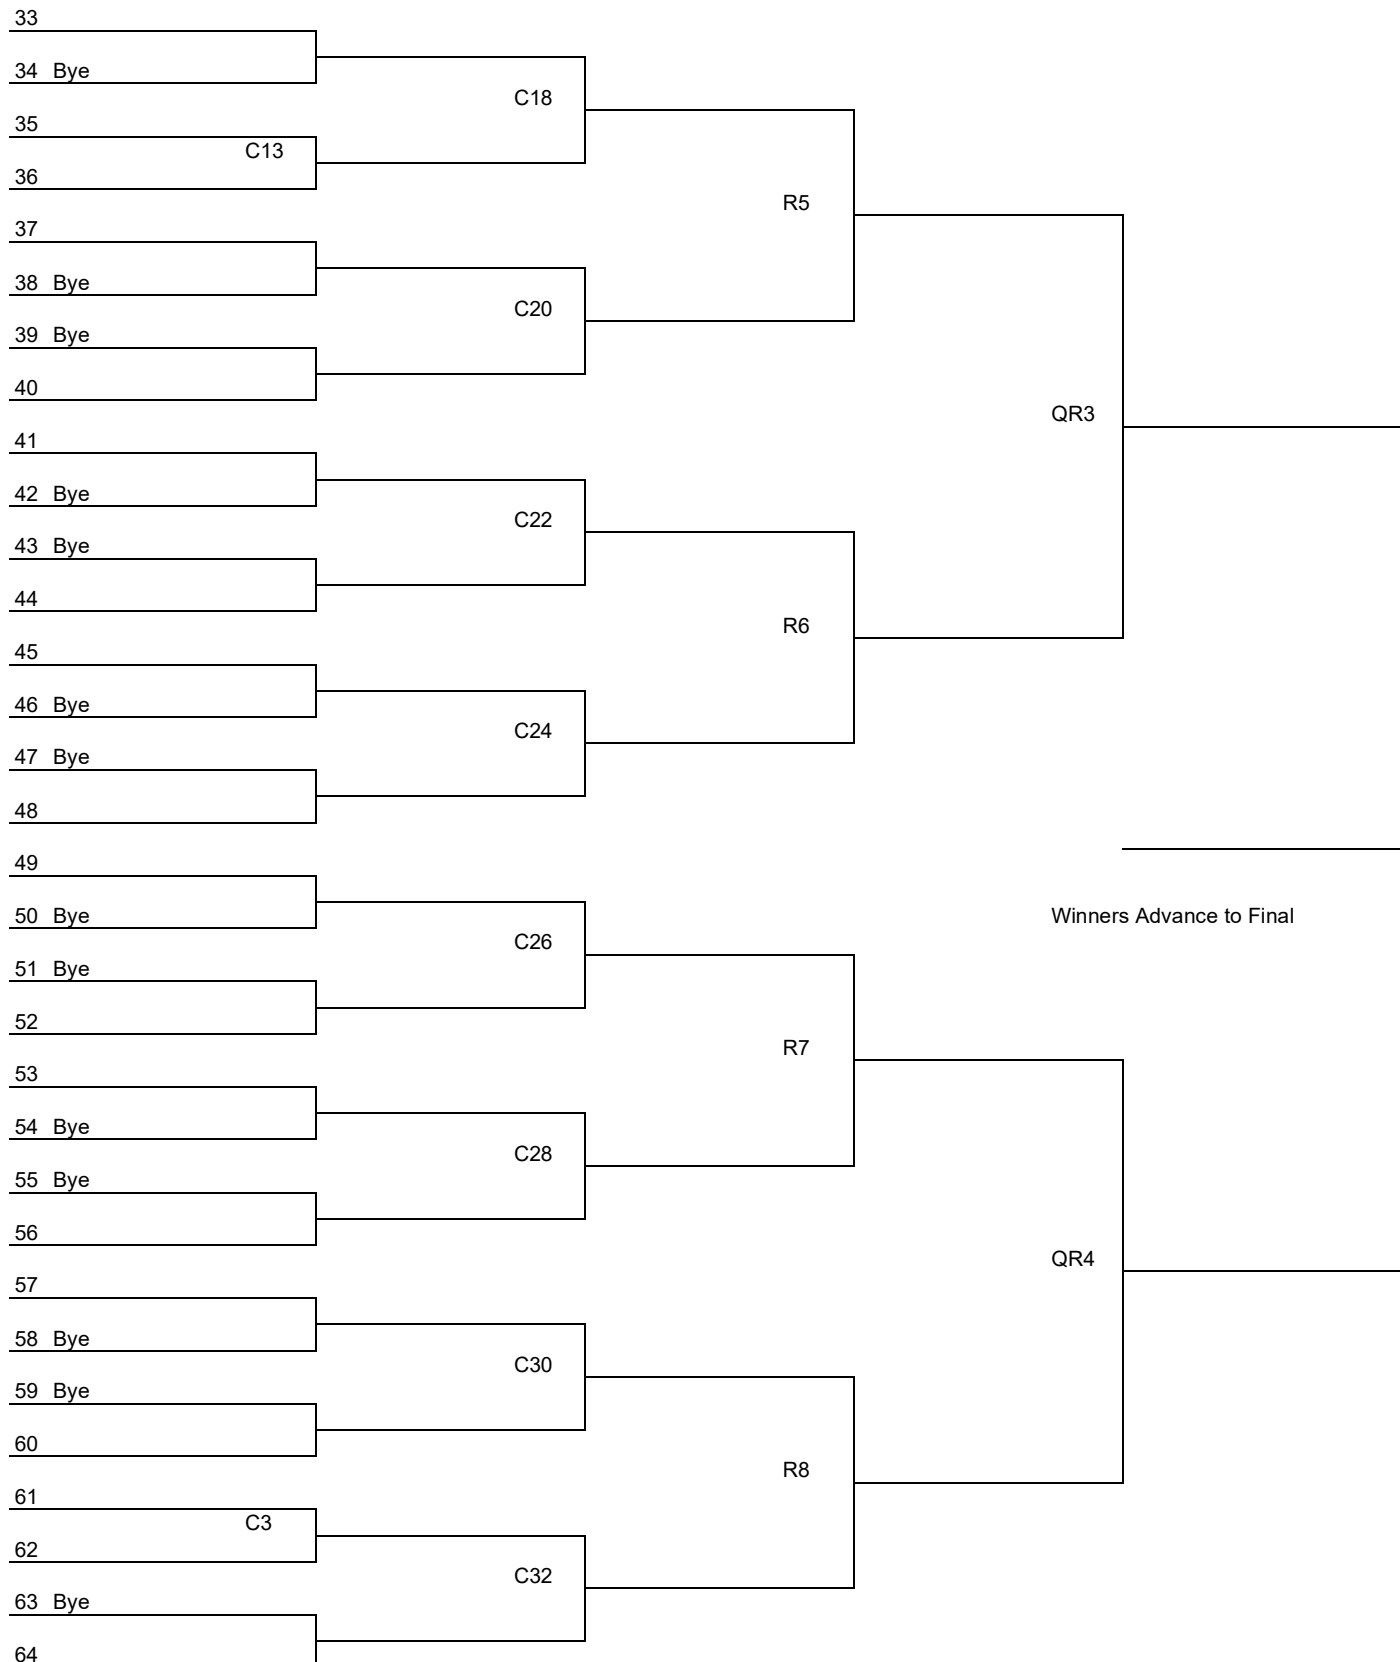 33
34 Bye
C18
35
C13
36
R5
37
38 Bye
C20
39 Bye
40
QR3
41
42 Bye
C22
43 Bye
44
R6
45
46 Bye
C24
47 Bye
48
49
50 Bye
Winners Advance to Final
C26
51 Bye
52
R7
53
54 Bye
C28
55 Bye
56
QR4
57
58 Bye
C30
59 Bye
60
R8
61
C3
62
C32
63 Bye
64